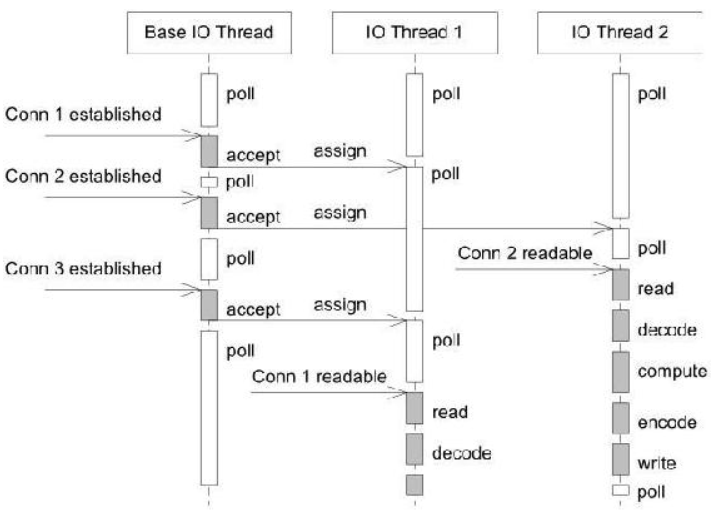 Base IO Thread
IO Thread 1
IO Thread 2
poll
poll
poll
Conn 1 established
accept
assign
poll
Conn 2 established
poll
accept
assign
poll
Conn 2 readable
poll
Conn 3 established
read
accept
assign
decode
poll
poll
Conn 1 readable
compute
read
encode
decode
write
poll